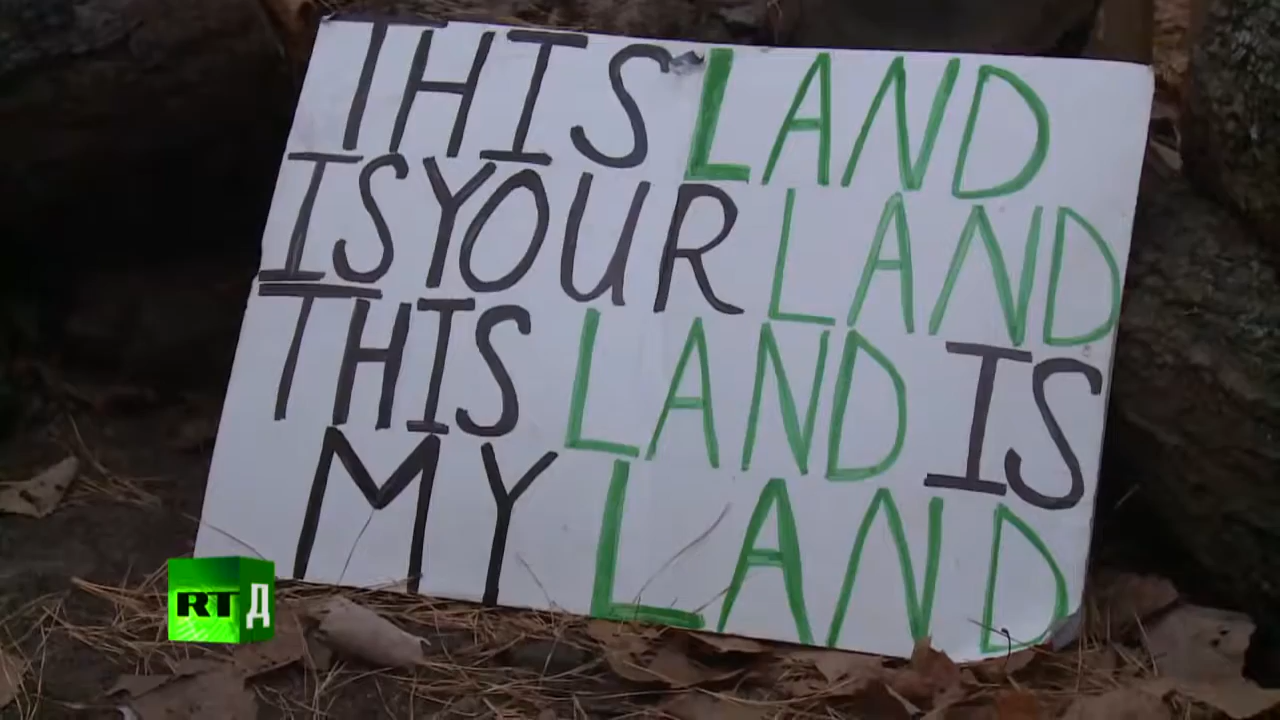 THIS LAND
IS YOUR LAND
THIS LAND IS
MY LAND
RT Д